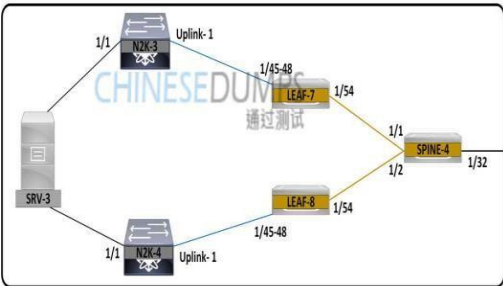 1/1
N2K-3
Uplink- 1
1/45-48
CHINESEDUMPS
通过测试
LEAF-7
1/54
1/1
SPINE-4
1/2
1/32
SRV-3
LEAF-8
1/54
1/45-48
1/1
N2K-4
Uplink- 1